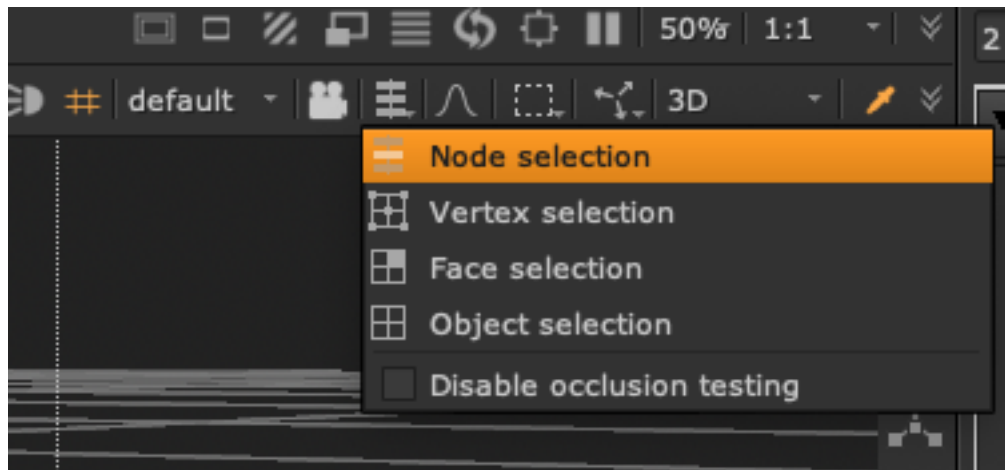 50% 1:1 2
default 3D
Node selection
Vertex selection
Face selection
Object selection
Disable occlusion testing